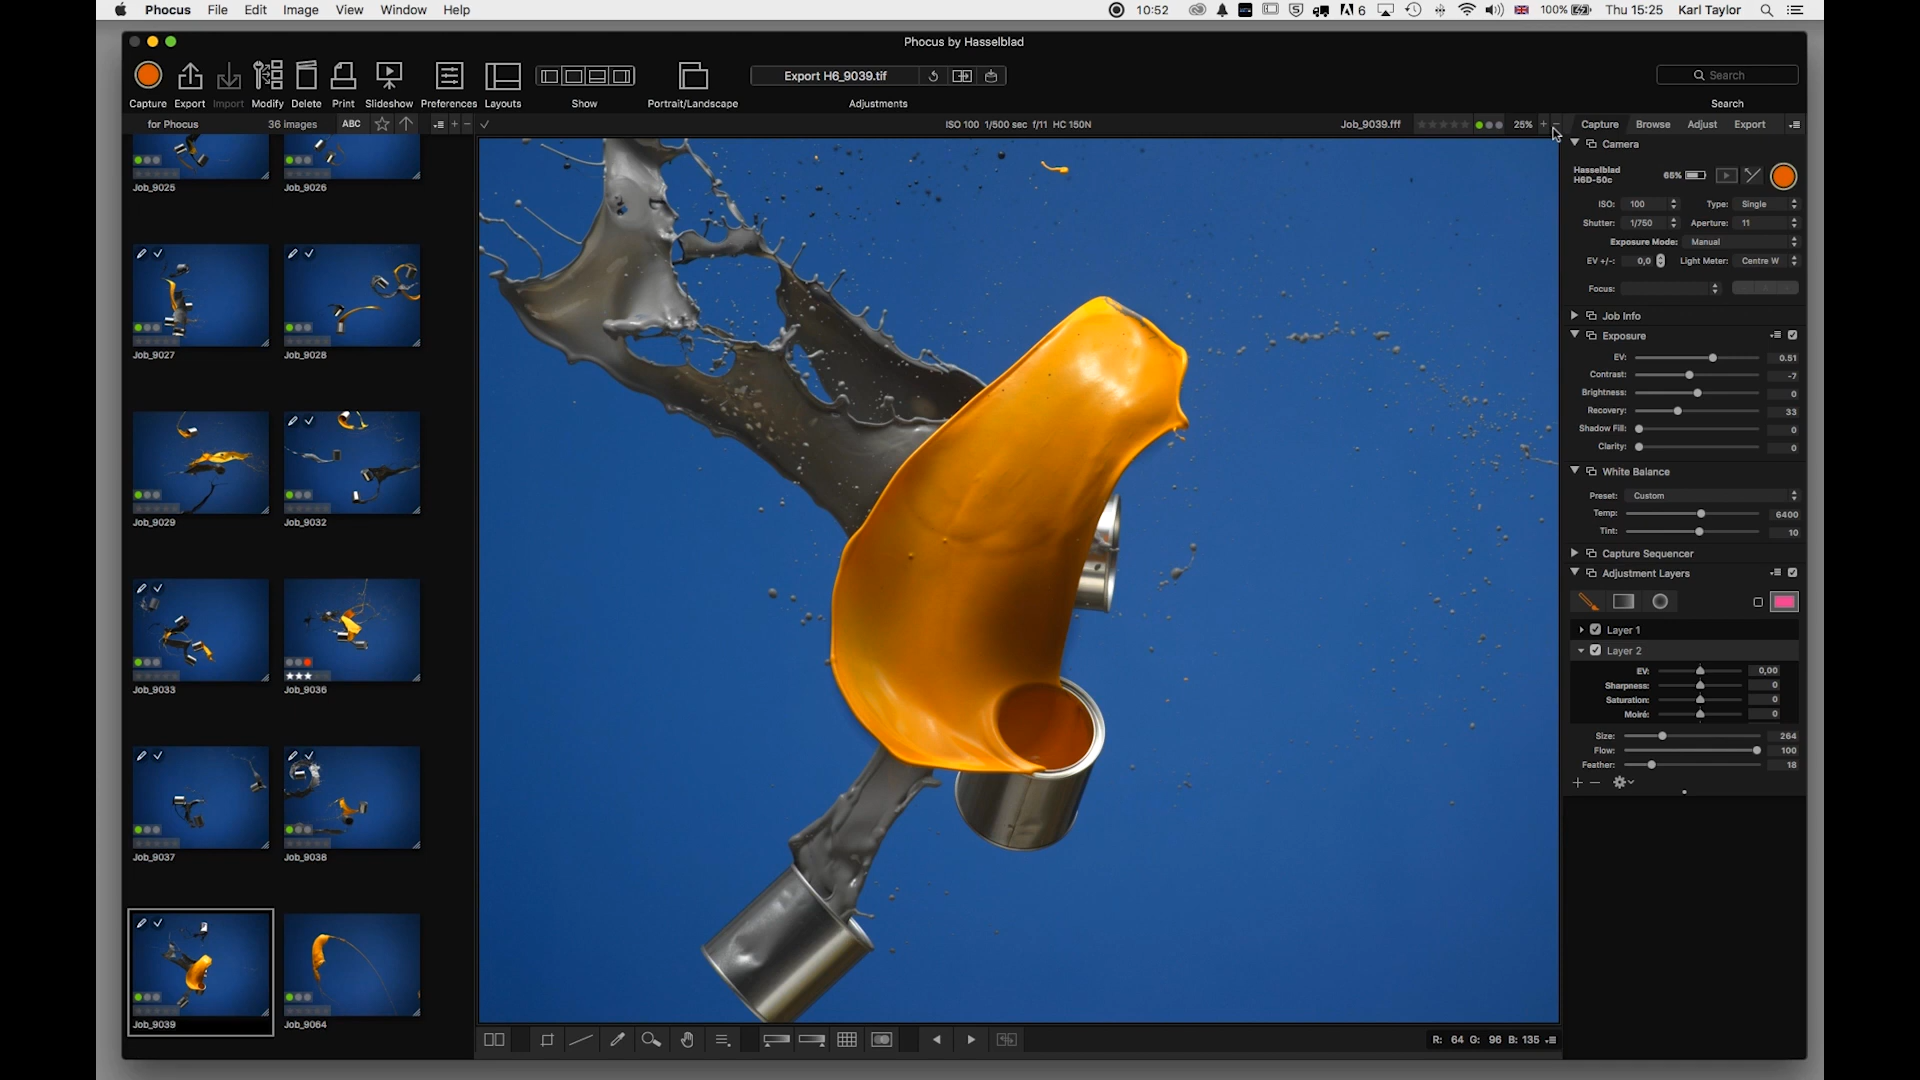 Phocus File Edit Image View Window Help
10:52 6 100% Thu 15:25 Karl Taylor
Phocus by Hasselblad
Export H6_9039.tif
Search
Capture Export Import Modify Delete Print Slideshow Preferences Layouts Show Portrait/Landscape Adjustments Search
for Phocus 36 images ABC
ISO 100 1/500 sec f/11 HC 150N
Job_9039.fff 25% + −
Capture Browse Adjust Export
Job_9025 Job_9026
Job_9027 Job_9028
Job_9029 Job_9032
Job_9033 Job_9036
Job_9037 Job_9038
Job_9039 Job_9064
Camera
Hasselblad
H6D-50c
65%
ISO: 100 Type: Single
Shutter: 1/750 Aperture: 11
Exposure Mode: Manual
EV +/-: 0,0 Light Meter: Centre W
Focus:
Job Info
Exposure
EV: 0.51
Contrast: -7
Brightness: 0
Recovery: 33
Shadow Fill: 0
Clarity: 0
White Balance
Preset: Custom
Temp: 6400
Tint: 10
Capture Sequencer
Adjustment Layers
Layer 1
Layer 2
EV: 0,00
Sharpness: 0
Saturation: 0
Moiré: 0
Size: 264
Flow: 100
Feather: 18
R: 64 G: 96 B: 135